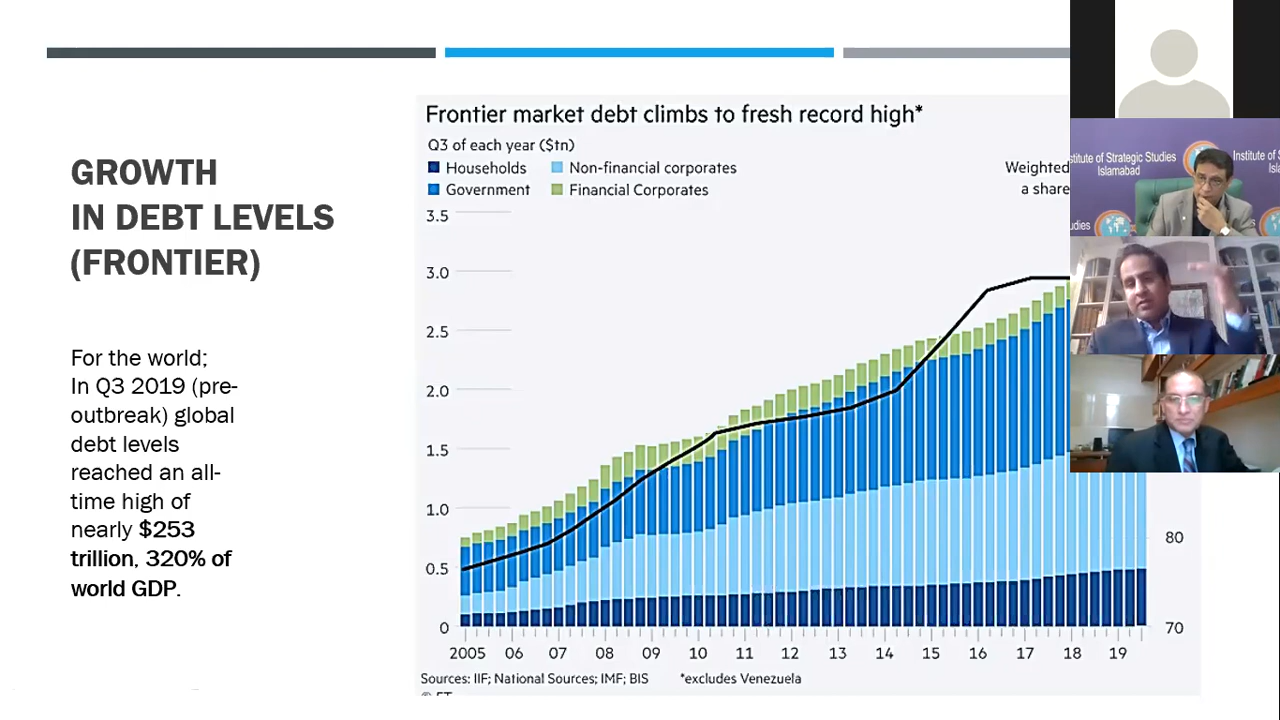 GROWTH
IN DEBT LEVELS
(FRONTIER)
For the world;
In Q3 2019 (pre-
outbreak) global
debt levels
reached an all-
time high of
nearly $253
trillion, 320% of
world GDP.
Frontier market debt climbs to fresh record high*
Q3 of each year ($tn)
Households
Non-financial corporates
Government
Financial Corporates
Weighted
a share
3.5
3.0
2.5
2.0
1.5
1.0
0.5
0
80
70
2005 06 07 08 09 10 11 12 13 14 15 16 17 18 19
Sources: IIF; National Sources; IMF; BIS *excludes Venezuela
© FT
stitute of Strategic Studies
Islamabad
Institute of S
Isla
udies